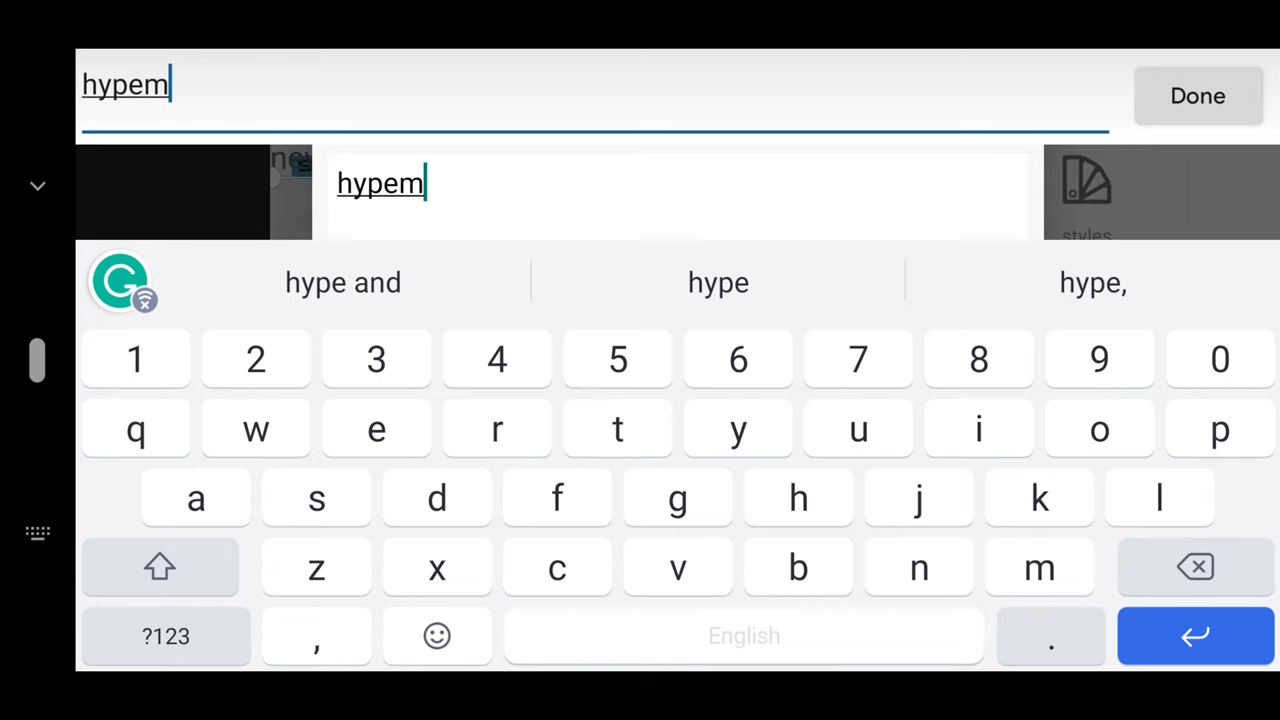 hypem
Done
hypem
styles
hype and hype hype,
1 2 3 4 5 6 7 8 9 0
q w e r t y u i o p
a s d f g h j k l
z x c v b n m
?123 , English .